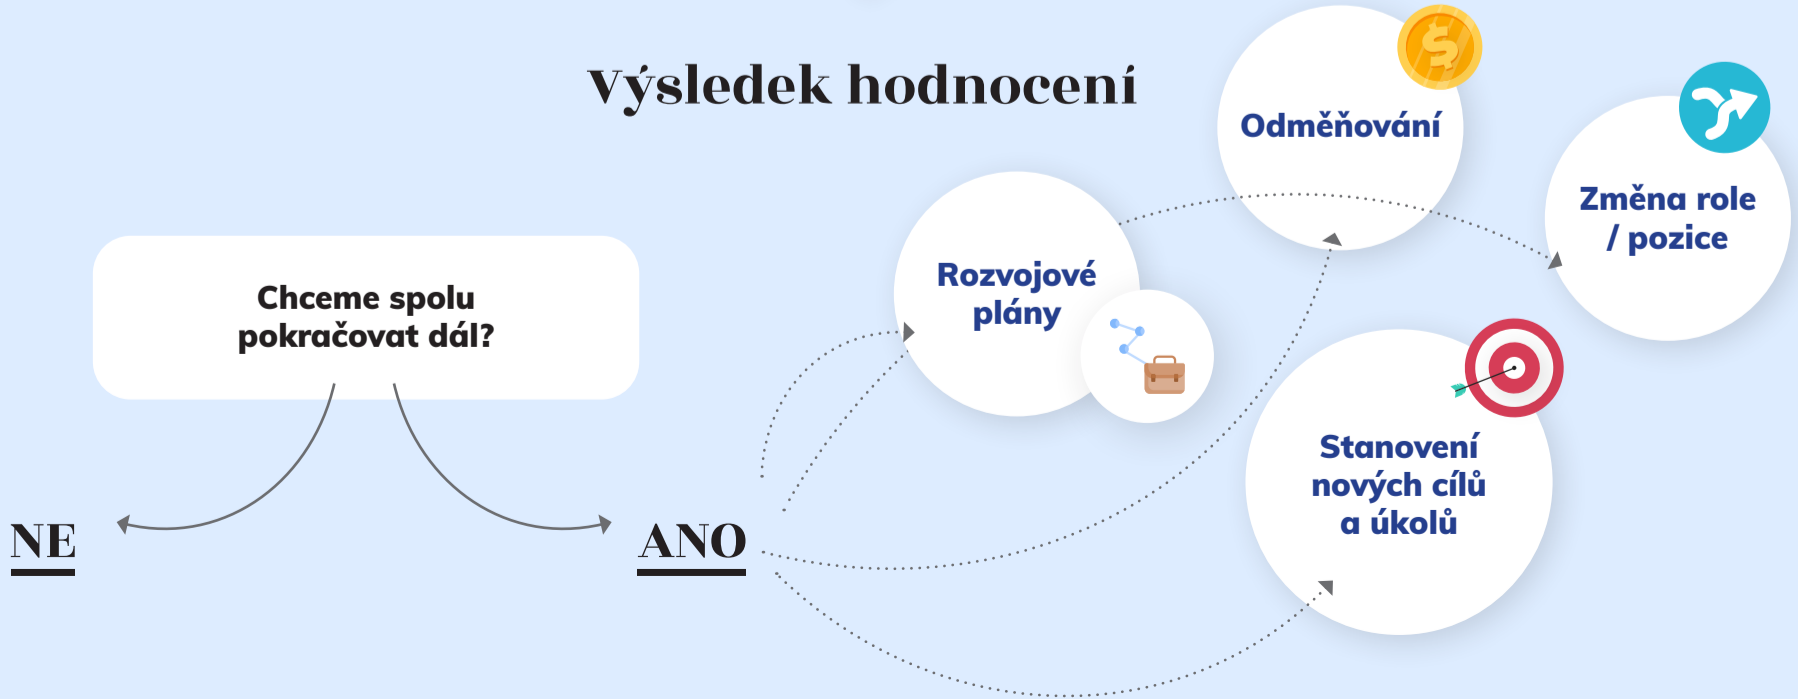 Výsledek hodnocení
Chceme spolu
pokračovat dál?
NE
ANO
Rozvojové
plány
Odměňování
Změna role
/ pozice
Stanovení
nových cílů
a úkolů